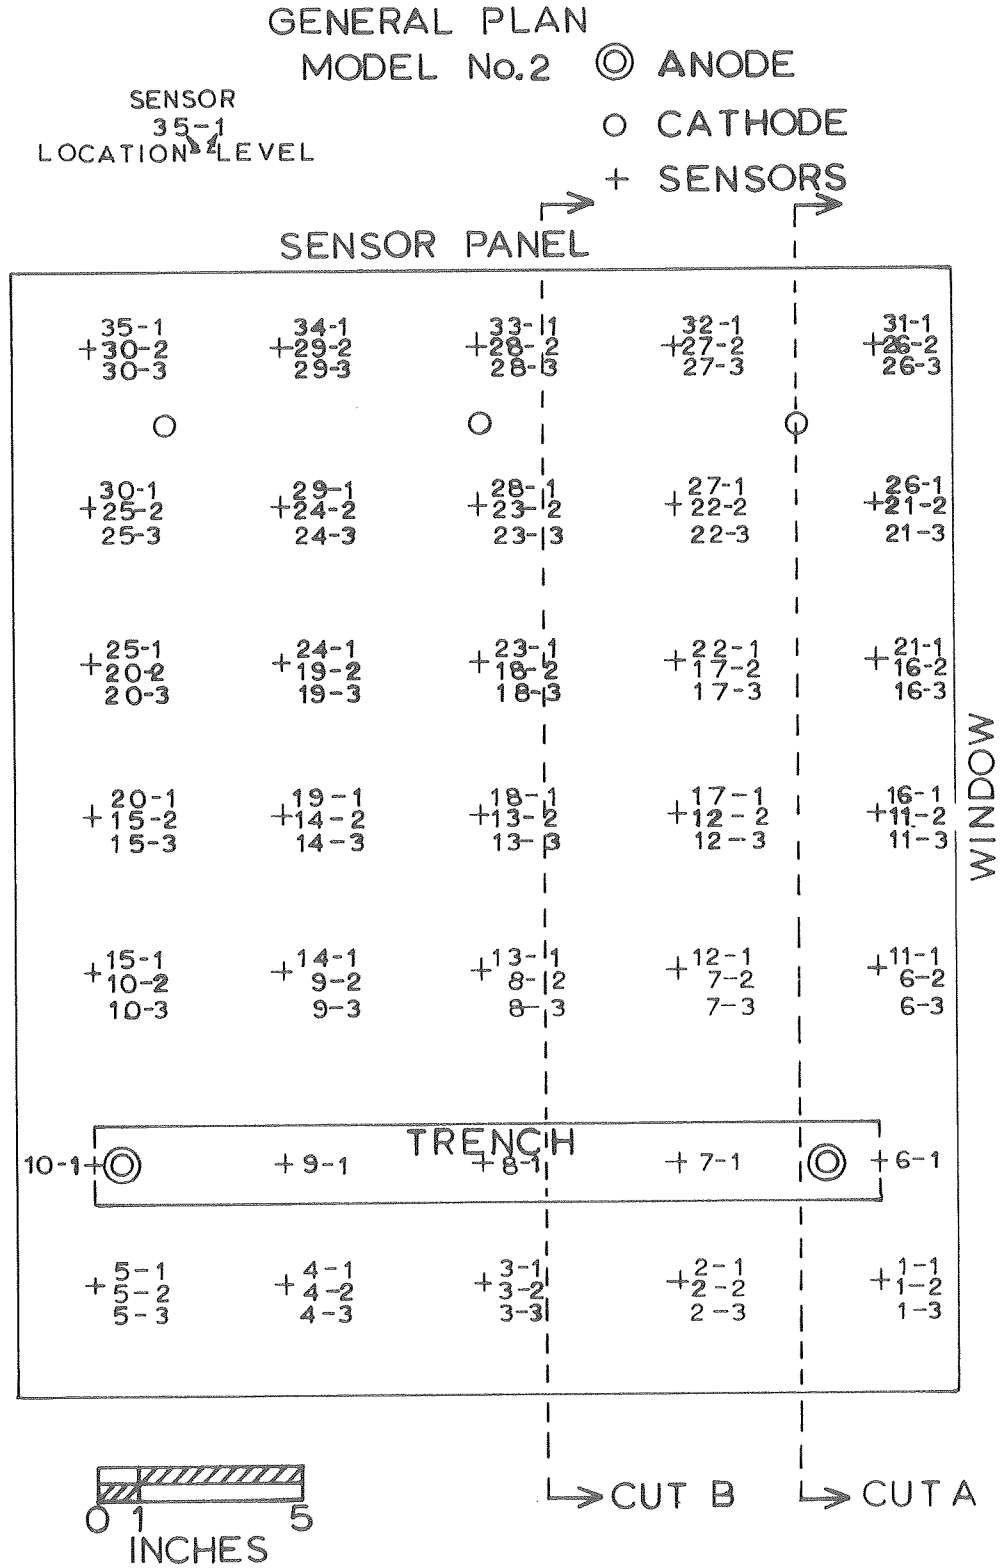 GENERAL PLAN
MODEL No.2
ANODE
CATHODE
+ SENSORS
SENSOR
35-1
LOCATION LEVEL
SENSOR PANEL
35-1 34-1 33-1 32-1 31-1
30-2 29-2 28-2 27-2 26-2
30-3 29-3 28-3 27-3 26-3
30-1 29-1 28-1 27-1 26-1
25-2 24-2 23-2 22-2 21-2
25-3 24-3 23-3 22-3 21-3
25-1 24-1 23-1 22-1 21-1
20-2 19-2 18-2 17-2 16-2
20-3 19-3 18-3 17-3 16-3
20-1 19-1 18-1 17-1 16-1
15-2 14-2 13-2 12-2 11-2
15-3 14-3 13-3 12-3 11-3
WINDOW
15-1 14-1 13-1 12-1 11-1
10-2 9-2 8-2 7-2 6-2
10-3 9-3 8-3 7-3 6-3
TRENCH
10-1 9-1 8-1 7-1 6-1
5-1 4-1 3-1 2-1 1-1
5-2 4-2 3-2 2-2 1-2
5-3 4-3 3-3 2-3 1-3
CUT B CUT A
0 1 5
INCHES